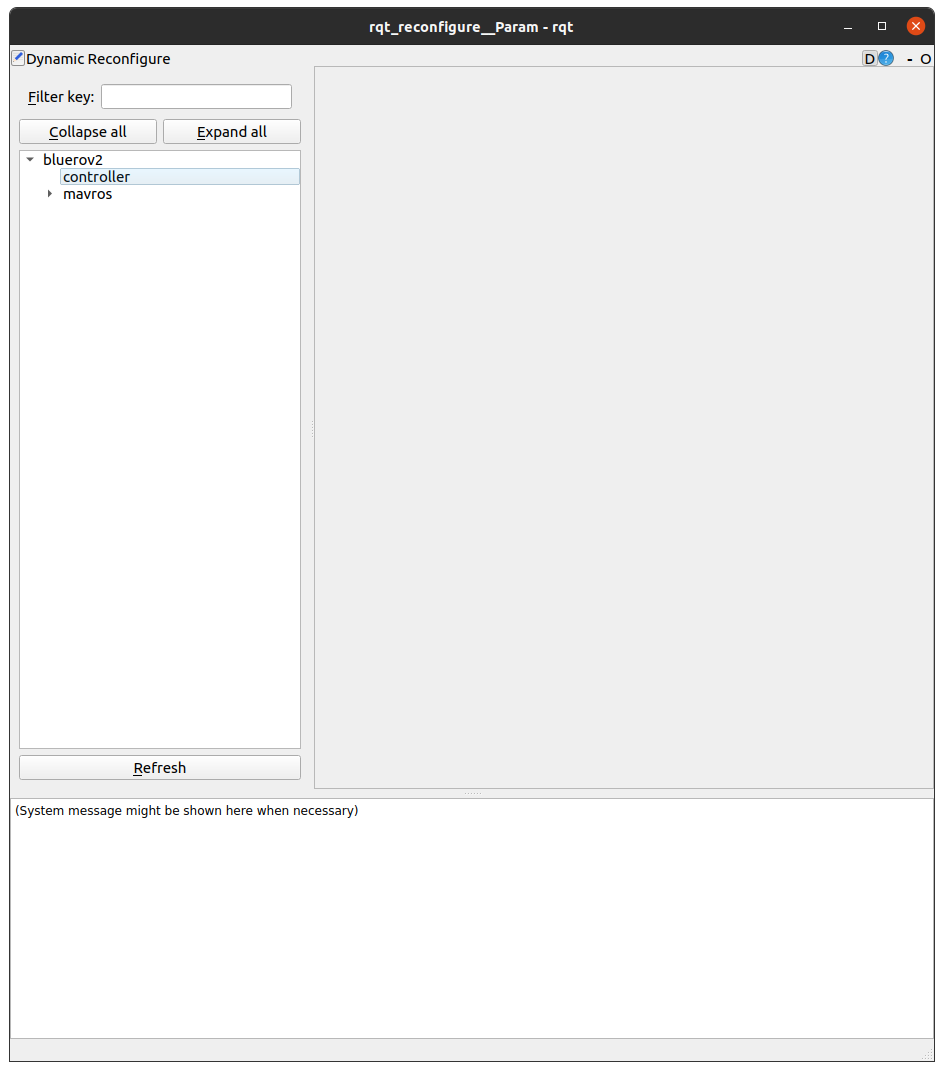 rqt_reconfigure__Param - rqt
Dynamic Reconfigure
D ? - O
Filter key:
Collapse all Expand all
bluerov2
controller
mavros
Refresh
(System message might be shown here when necessary)